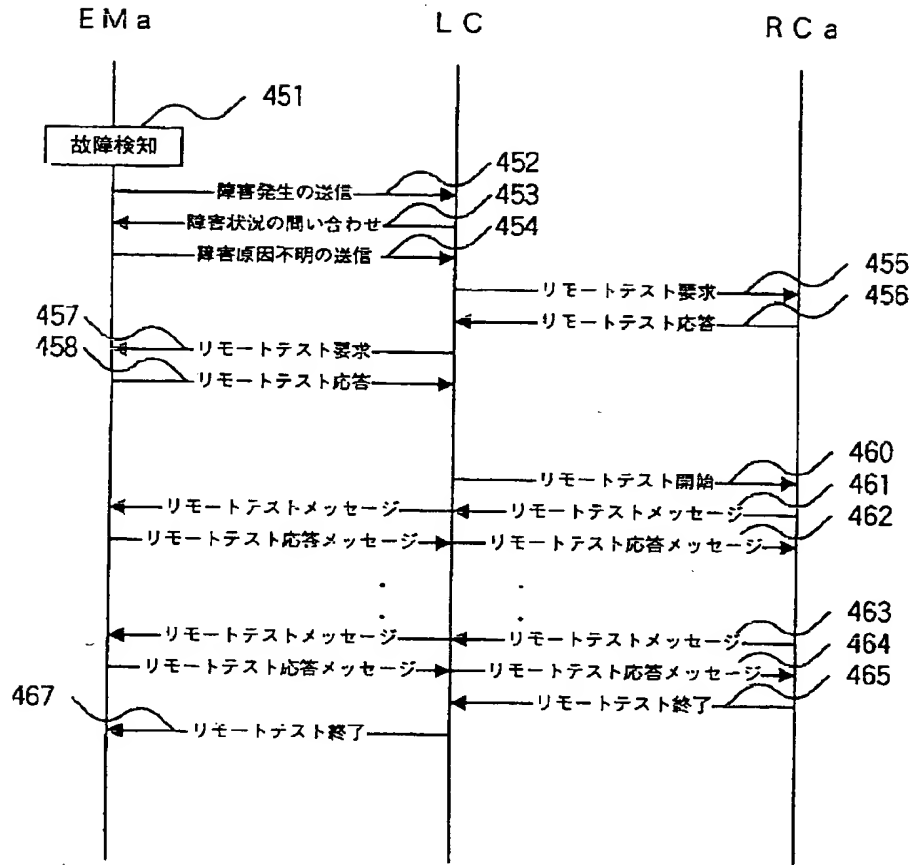 EMa LC RCa
451
故障検知
452
障害発生の送信
453
障害状況の問い合わせ
454
障害原因不明の送信
455
リモートテスト要求
456
リモートテスト応答
457
リモートテスト要求
458
リモートテスト応答
460
リモートテスト開始
461
リモートテストメッセージ リモートテストメッセージ
462
リモートテスト応答メッセージ リモートテスト応答メッセージ
463
リモートテストメッセージ リモートテストメッセージ
464
リモートテスト応答メッセージ リモートテスト応答メッセージ
465
リモートテスト終了
467
リモートテスト終了